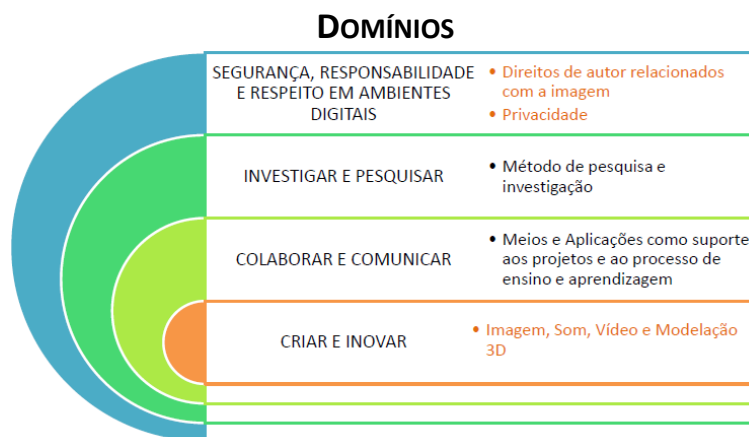 DOMÍNIOS
SEGURANÇA, RESPONSABILIDADE
E RESPEITO EM AMBIENTES
DIGITAIS
• Direitos de autor relacionados
com a imagem
• Privacidade
INVESTIGAR E PESQUISAR
• Método de pesquisa e
investigação
COLABORAR E COMUNICAR
• Meios e Aplicações como suporte
aos projetos e ao processo de
ensino e aprendizagem
CRIAR E INOVAR
• Imagem, Som, Vídeo e Modelação
3D